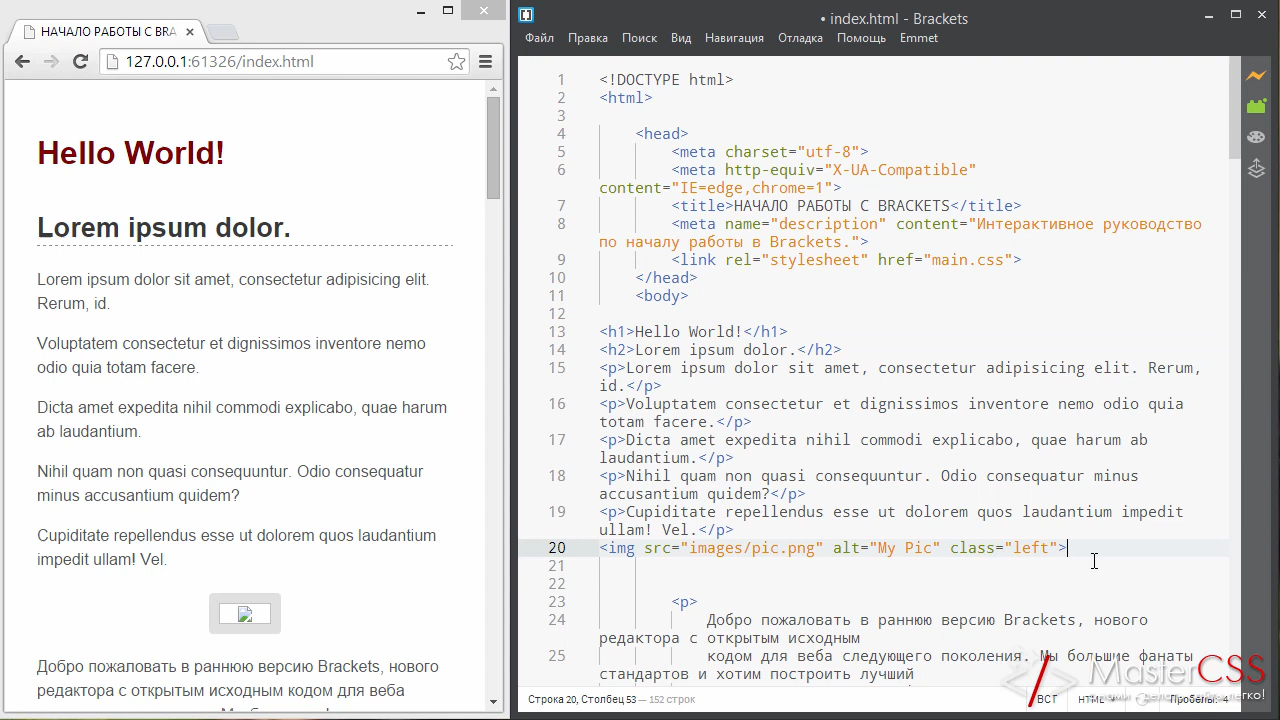 НАЧАЛО РАБОТЫ С BRA
127.0.0.1:61326/index.html
Hello World!
Lorem ipsum dolor.
Lorem ipsum dolor sit amet, consectetur adipisicing elit.
Rerum, id.
Voluptatem consectetur et dignissimos inventore nemo
odio quia totam facere.
Dicta amet expedita nihil commodi explicabo, quae harum
ab laudantium.
Nihil quam non quasi consequuntur. Odio consequatur
minus accusantium quidem?
Cupiditate repellendus esse ut dolorem quos laudantium
impedit ullam! Vel.
Добро пожаловать в раннюю версию Brackets, нового
редактора с открытым исходным кодом для веба
• index.html - Brackets
Файл Правка Поиск Вид Навигация Отладка Помощь Emmet
1 <!DOCTYPE html>
2 <html>
3
4 <head>
5 <meta charset="utf-8">
6 <meta http-equiv="X-UA-Compatible"
content="IE=edge,chrome=1">
7 <title>НАЧАЛО РАБОТЫ С BRACKETS</title>
8 <meta name="description" content="Интерактивное руководство
по началу работы в Brackets.">
9 <link rel="stylesheet" href="main.css">
10 </head>
11 <body>
12
13 <h1>Hello World!</h1>
14 <h2>Lorem ipsum dolor.</h2>
15 <p>Lorem ipsum dolor sit amet, consectetur adipisicing elit. Rerum,
id.</p>
16 <p>Voluptatem consectetur et dignissimos inventore nemo odio quia
totam facere.</p>
17 <p>Dicta amet expedita nihil commodi explicabo, quae harum ab
laudantium.</p>
18 <p>Nihil quam non quasi consequuntur. Odio consequatur minus
accusantium quidem?</p>
19 <p>Cupiditate repellendus esse ut dolorem quos laudantium impedit
ullam! Vel.</p>
20 <img src="images/pic.png" alt="My Pic" class="left">
21
22
23 <p>
24 Добро пожаловать в раннюю версию Brackets, нового
редактора с открытым исходным
25 кодом для веба следующего поколения. Мы большие фанаты
стандартов и хотим построить лучший
Строка 20, Столбец 53 — 152 строк
ВСТ HTML Пробелы: 4
MasterCSS